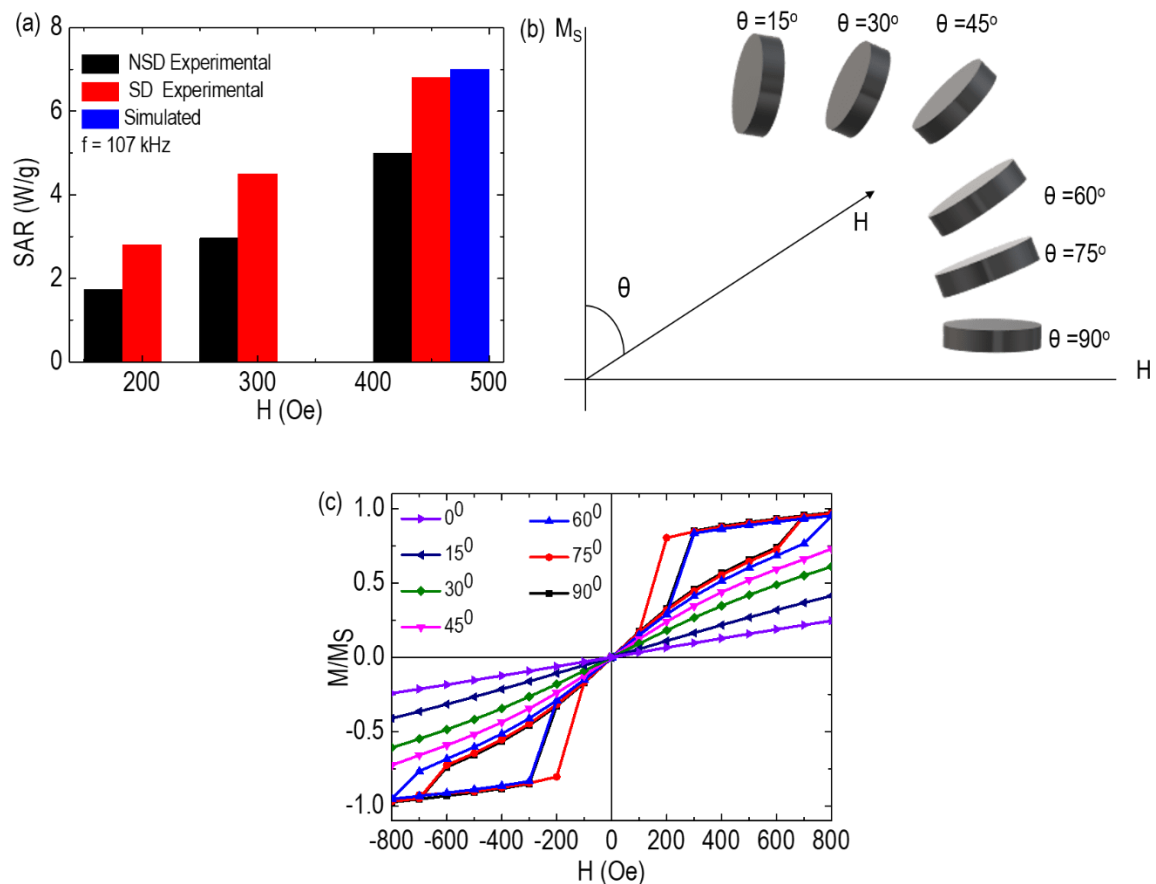 (a)
8
6
4
2
0
SAR (W/g)
NSD Experimental
SD Experimental
Simulated
f = 107 kHz
200 300 400 500
H (Oe)
(b) MS
θ =15o θ =30o θ =45o
θ =60o
θ =75o
θ =90o
H
θ
H
(c)
1.0
0.5
0.0
-0.5
-1.0
M/MS
00 600
150 750
300 900
450
-800 -600 -400 -200 0 200 400 600 800
H (Oe)